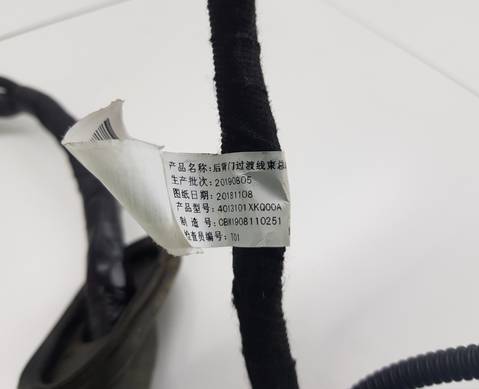 产品名称:后背门过渡线束总
生产批次:20190805
图纸日期:20181108
产品型号:4013101XKQ00A
制造号:CBM1908110251
检查员编号:T01